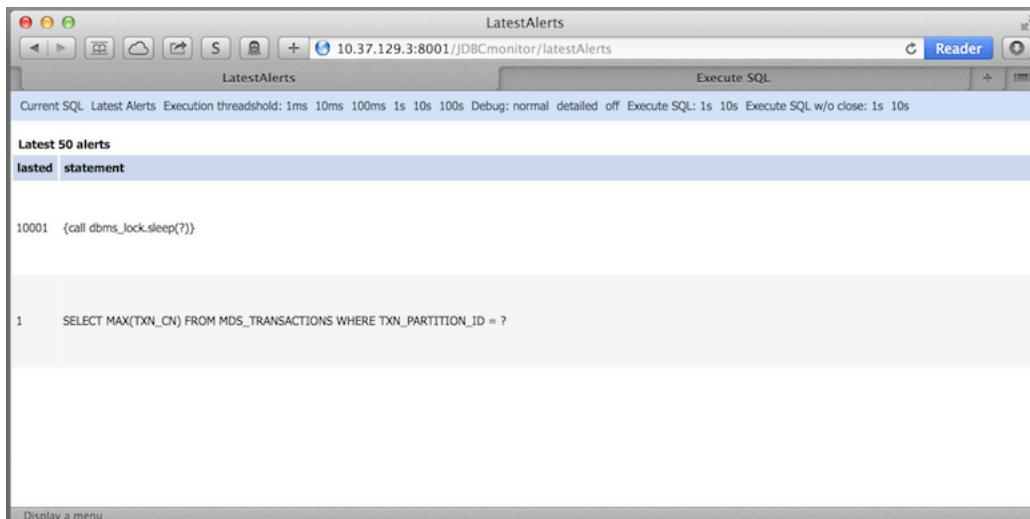 LatestAlerts
S
10.37.129.3:8001/JDBCmonitor/latestAlerts
Reader
LatestAlerts
Execute SQL
Current SQL Latest Alerts Execution threadshold: 1ms 10ms 100ms 1s 10s 100s Debug: normal detailed off Execute SQL: 1s 10s Execute SQL w/o close: 1s 10s
Latest 50 alerts
lasted statement
10001 {call dbms_lock.sleep(?)}
1 SELECT MAX(TXN_CN) FROM MDS_TRANSACTIONS WHERE TXN_PARTITION_ID = ?
Display a menu